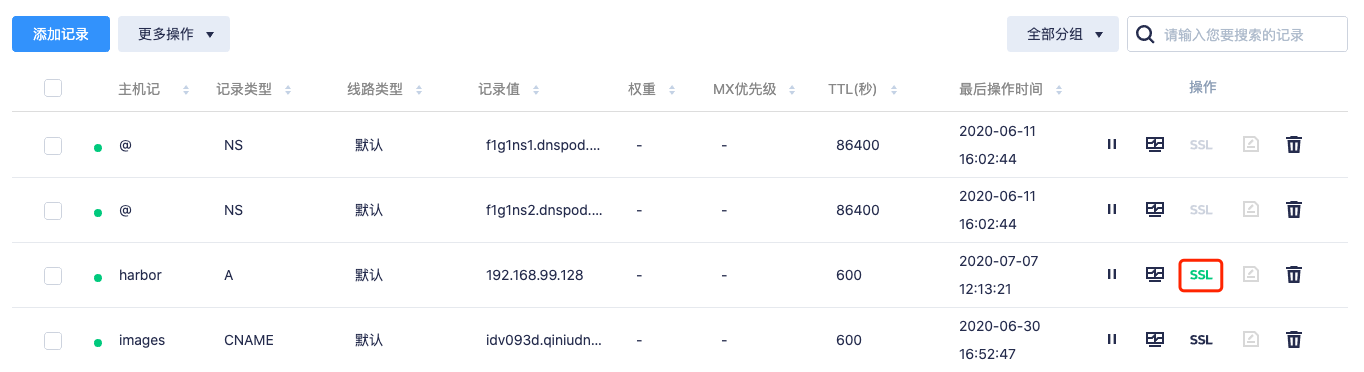 添加记录 更多操作 全部分组 请输入您要搜索的记录
主机记 记录类型 线路类型 记录值 权重 MX优先级 TTL(秒) 最后操作时间 操作
@ NS 默认 f1g1ns1.dnspod.... - - 86400 2020-06-11 16:02:44 SSL
@ NS 默认 f1g1ns2.dnspod.... - - 86400 2020-06-11 16:02:44 SSL
harbor A 默认 192.168.99.128 - - 600 2020-07-07 12:13:21 SSL
images CNAME 默认 idv093d.qiniudn... - - 600 2020-06-30 16:52:47 SSL